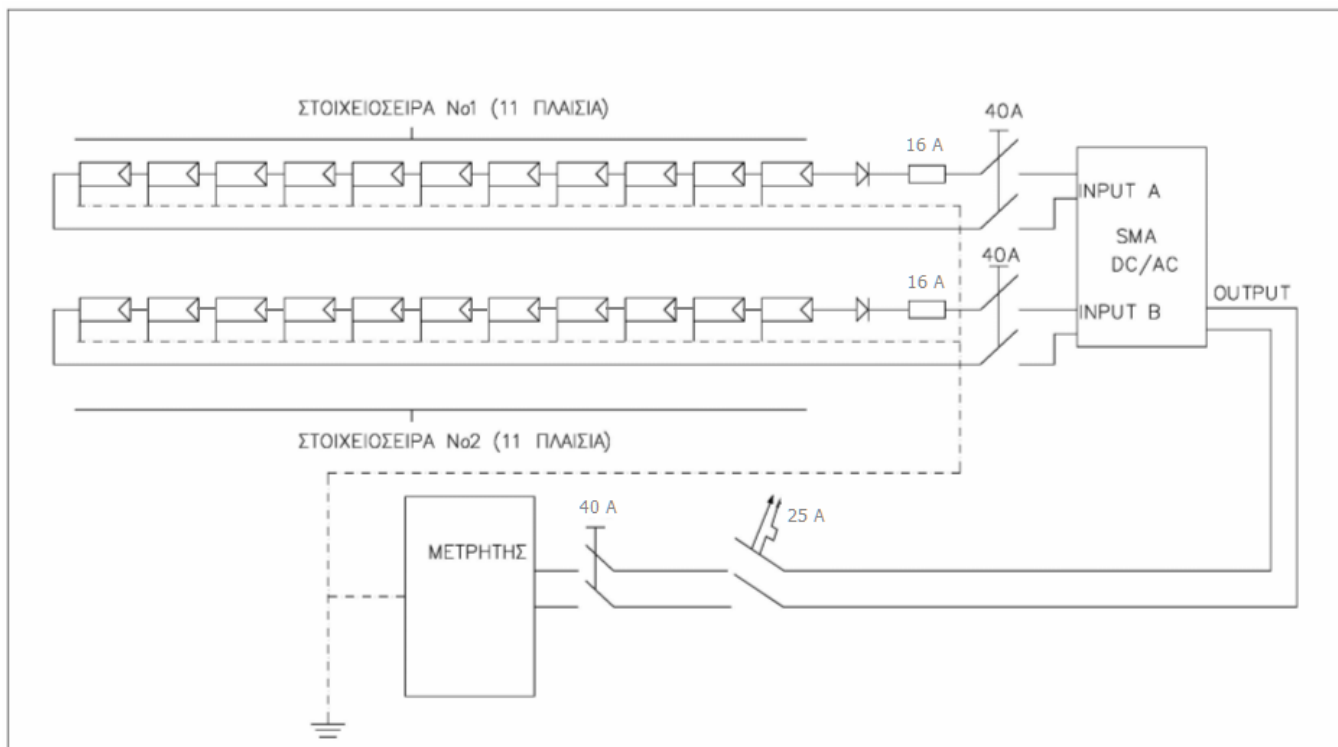 ΣΤΟΙΧΕΙΟΣΕΙΡΑ Νο1 (11 ΠΛΑΙΣΙΑ)
40A
16 A
INPUT A
SMA
DC/AC
40A
16 A
INPUT B
OUTPUT
ΣΤΟΙΧΕΙΟΣΕΙΡΑ Νο2 (11 ΠΛΑΙΣΙΑ)
40 A
25 A
ΜΕΤΡΗΤΗΣ